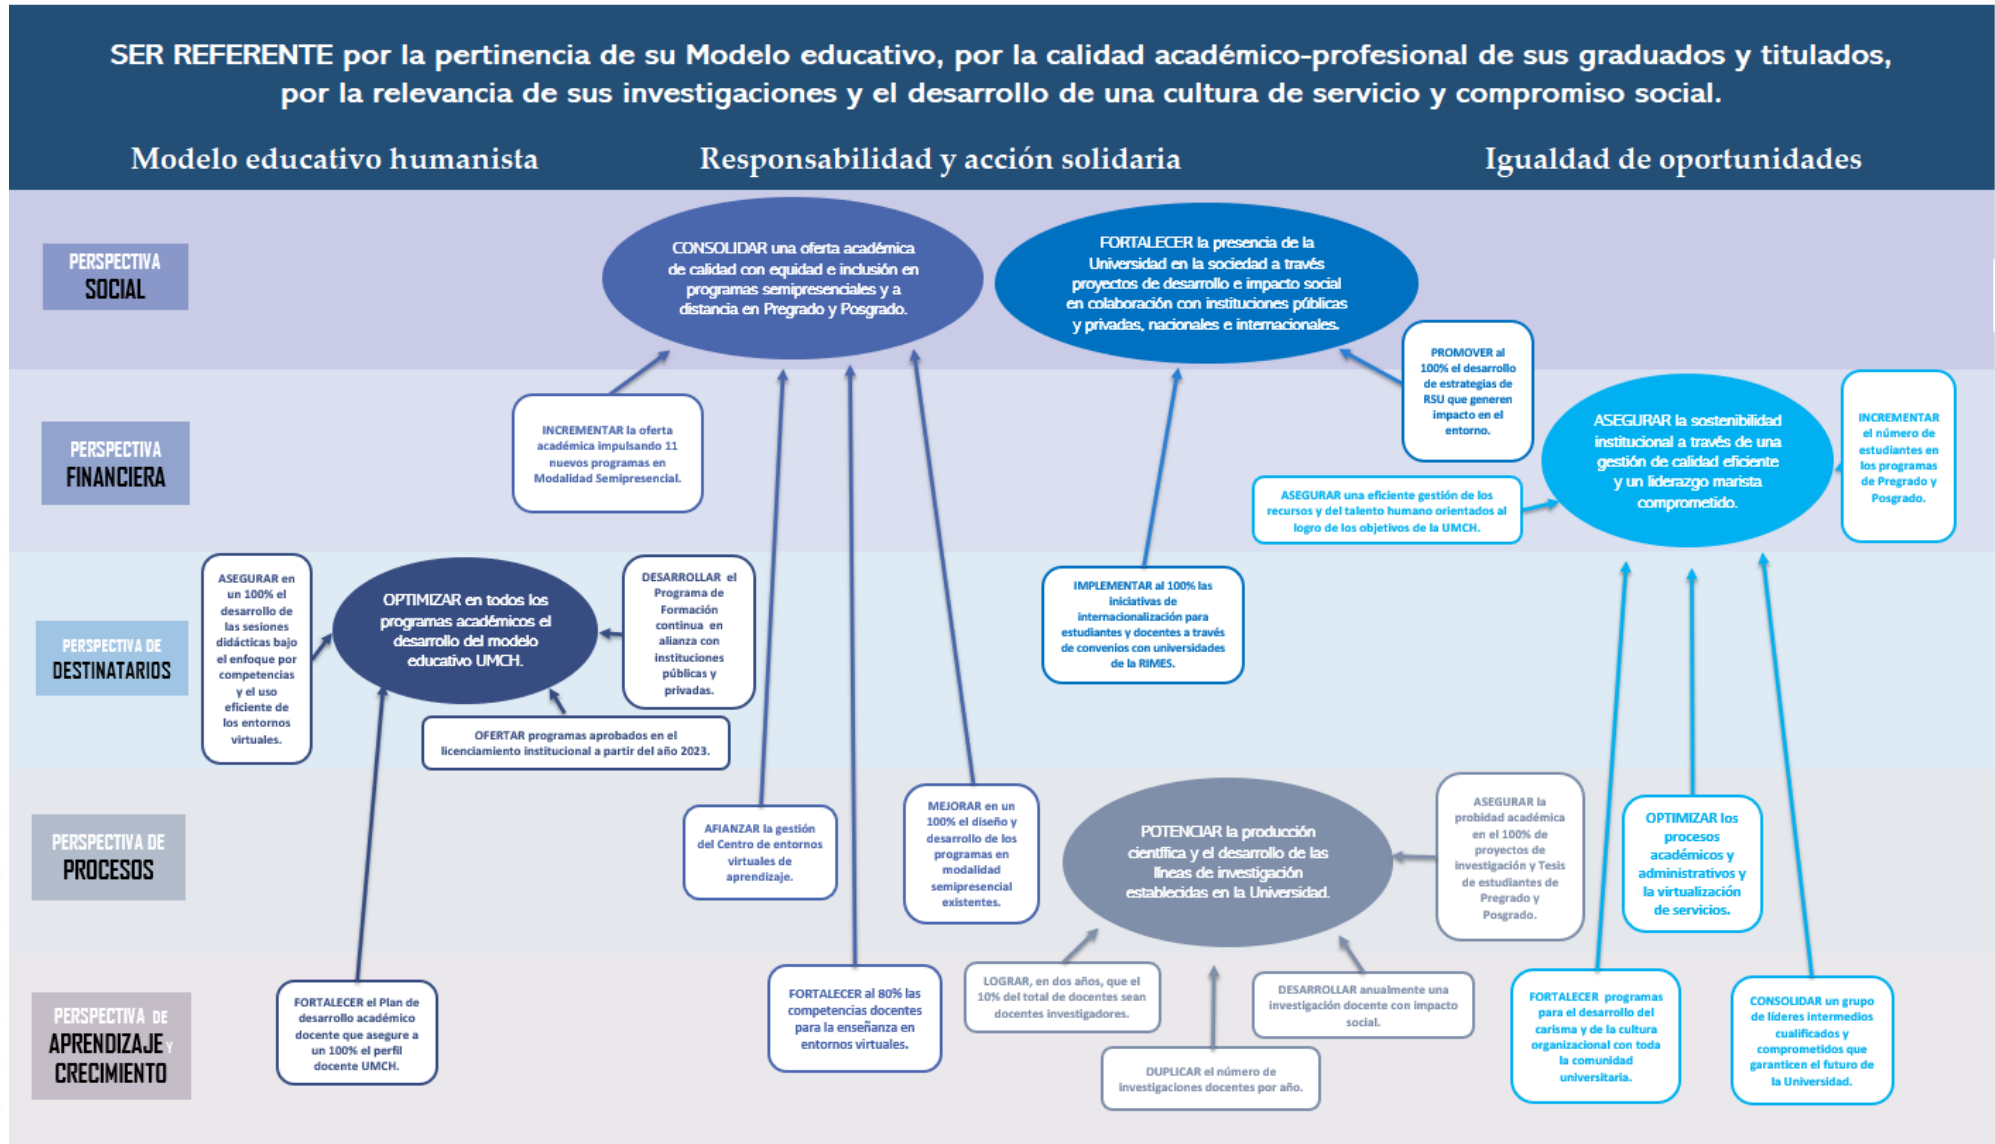 SER REFERENTE por la pertinencia de su Modelo educativo, por la calidad académico-profesional de sus graduados y titulados,
por la relevancia de sus investigaciones y el desarrollo de una cultura de servicio y compromiso social.
Modelo educativo humanista
Responsabilidad y acción solidaria
Igualdad de oportunidades
PERSPECTIVA
SOCIAL
CONSOLIDAR una oferta académica
de calidad con equidad e inclusión en
programas semipresenciales y a
distancia en Pregrado y Posgrado.
FORTALECER la presencia de la
Universidad en la sociedad a través
proyectos de desarrollo e impacto social
en colaboración con instituciones públicas
y privadas, nacionales e internacionales.
PROMOVER al
100% el desarrollo
de estrategias de
RSU que generen
impacto en el
entorno.
PERSPECTIVA
FINANCIERA
INCREMENTAR la oferta
académica impulsando 11
nuevos programas en
Modalidad Semipresencial.
ASEGURAR una eficiente gestión de los
recursos y del talento humano orientados al
logro de los objetivos de la UMCH.
ASEGURAR la sostenibilidad
institucional a través de una
gestión de calidad eficiente
y un liderazgo marista
comprometido.
INCREMENTAR
el número de
estudiantes en
los programas
de Pregrado y
Posgrado.
PERSPECTIVA DE
DESTINATARIOS
ASEGURAR en
un 100% el
desarrollo de
las sesiones
didácticas bajo
el enfoque por
competencias
y el uso
eficiente de
los entornos
virtuales.
OPTIMIZAR en todos los
programas académicos el
desarrollo del modelo
educativo UMCH.
DESARROLLAR el
Programa de
Formación
continua en
alianza con
instituciones
públicas y
privadas.
OFERTAR programas aprobados en el
licenciamiento institucional a partir del año 2023.
IMPLEMENTAR al 100% las
iniciativas de
internacionalización para
estudiantes y docentes a través
de convenios con universidades
de la RIMES.
PERSPECTIVA DE
PROCESOS
AFIANZAR la gestión
del Centro de entornos
virtuales de
aprendizaje.
MEJORAR en un
100% el diseño y
desarrollo de los
programas en
modalidad
semipresencial
existentes.
POTENCIAR la producción
científica y el desarrollo de las
líneas de investigación
establecidas en la Universidad.
ASEGURAR la
probidad académica
en el 100% de
proyectos de
investigación y Tesis
de estudiantes de
Pregrado y
Posgrado.
OPTIMIZAR los
procesos
académicos y
administrativos y
la virtualización
de servicios.
PERSPECTIVA DE
APRENDIZAJE Y
CRECIMIENTO
FORTALECER el Plan de
desarrollo académico
docente que asegure a
un 100% el perfil
docente UMCH.
FORTALECER al 80% las
competencias docentes
para la enseñanza en
entornos virtuales.
LOGRAR, en dos años, que el
10% del total de docentes sean
docentes investigadores.
DUPLICAR el número de
investigaciones docentes por año.
DESARROLLAR anualmente una
investigación docente con impacto
social.
FORTALECER programas
para el desarrollo del
carisma y de la cultura
organizacional con toda
la comunidad
universitaria.
CONSOLIDAR un grupo
de líderes intermedios
cualificados y
comprometidos que
garanticen el futuro de
la Universidad.